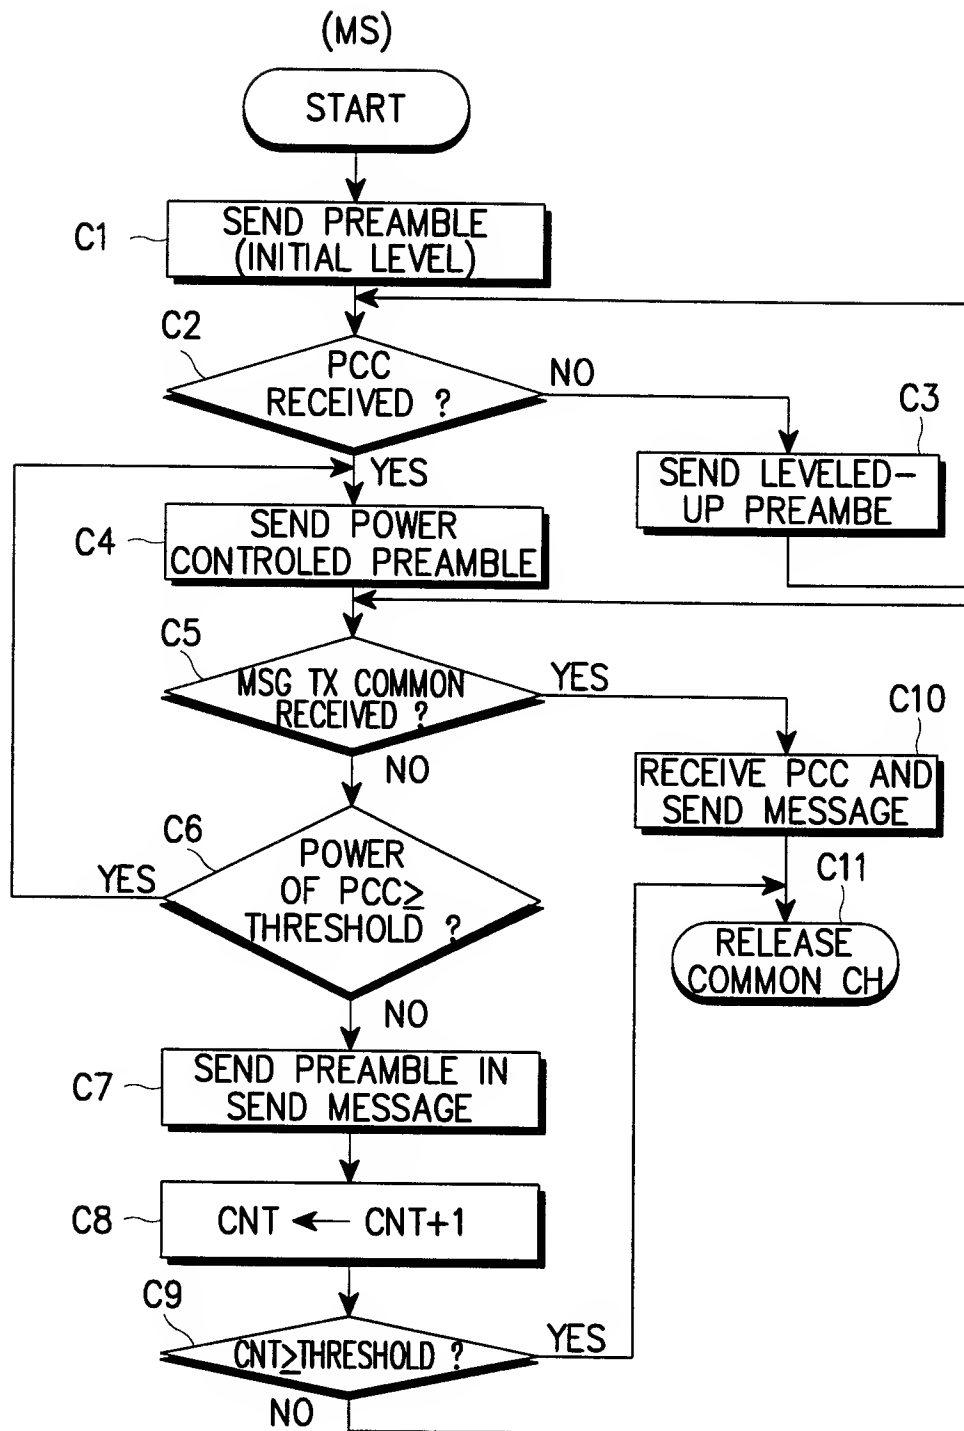 (MS)
START
C1
SEND PREAMBLE
(INITIAL LEVEL)
C2
PCC
RECEIVED ?
NO
YES
C3
SEND LEVELED-
UP PREAMBE
C4
SEND POWER
CONTROLED PREAMBLE
C5
MSG TX COMMON
RECEIVED ?
YES
NO
C10
RECEIVE PCC AND
SEND MESSAGE
C6
POWER
OF PCC≥
THRESHOLD ?
YES
NO
C11
RELEASE
COMMON CH
C7
SEND PREAMBLE IN
SEND MESSAGE
C8
CNT ← CNT+1
C9
CNT≥THRESHOLD ?
YES
NO